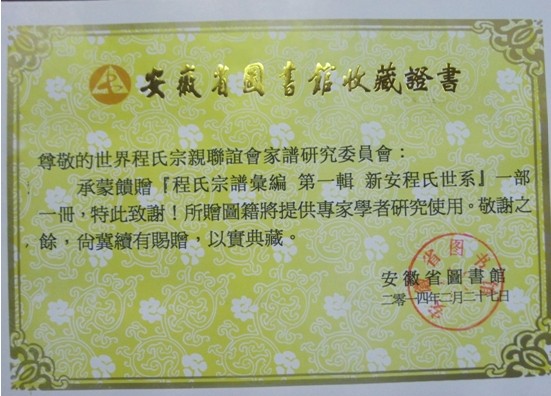 安徽省圖書館收藏證書
尊敬的世界程氏宗親聯誼會家譜研究委員會：
承蒙饋贈『程氏宗譜彙編 第一輯 新安程氏世系』一部
一冊，特此致謝！所贈圖籍將提供專家學者研究使用。敬謝之
餘，尙冀續有賜贈，以實典藏。
安徽省圖書館
二零一四年二月二十七日